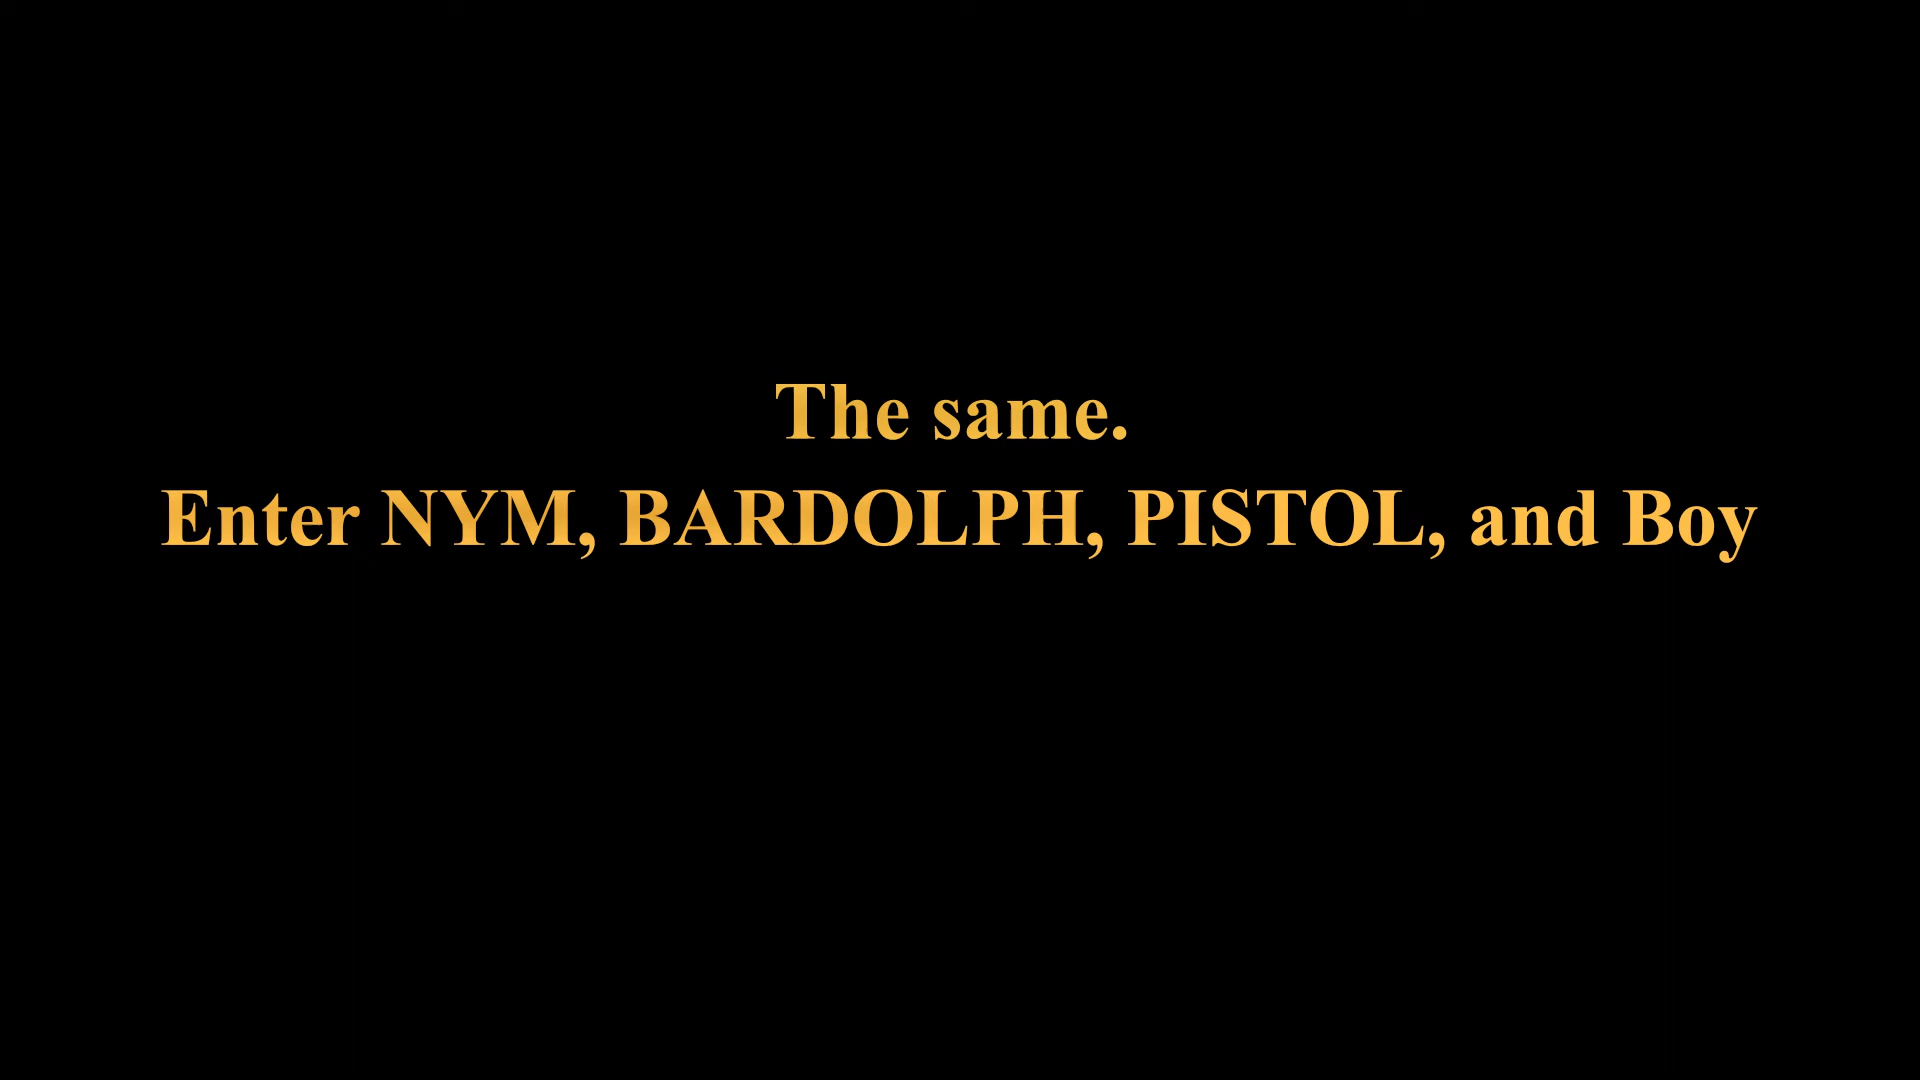 The same.
Enter NYM, BARDOLPH, PISTOL, and Boy